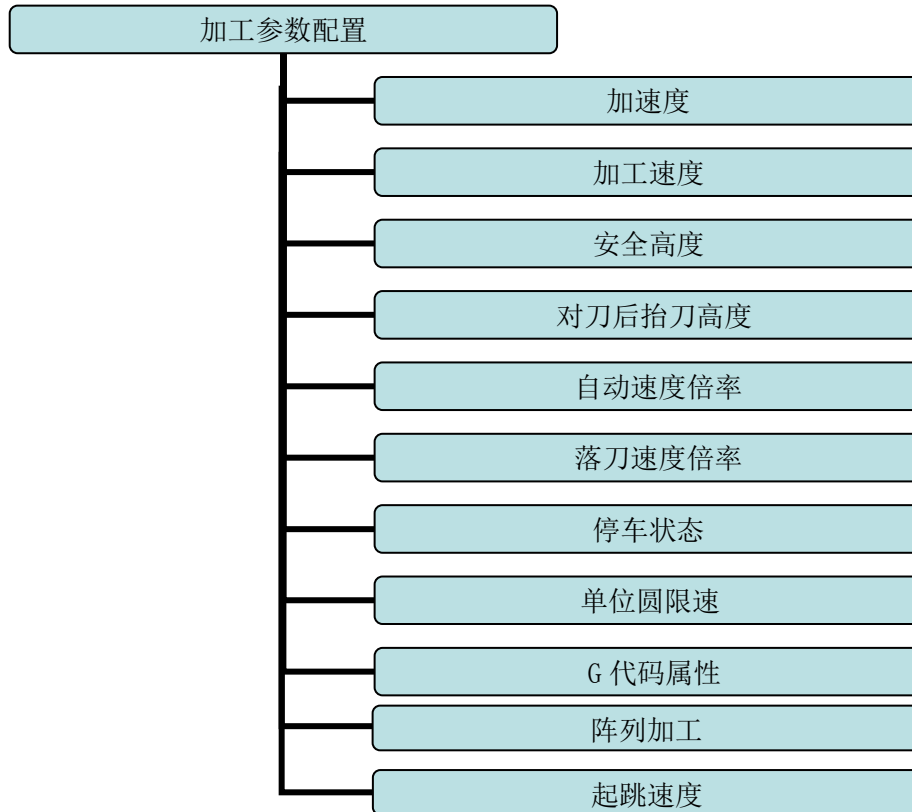 加工参数配置
加速度
加工速度
安全高度
对刀后抬刀高度
自动速度倍率
落刀速度倍率
停车状态
单位圆限速
G 代码属性
阵列加工
起跳速度